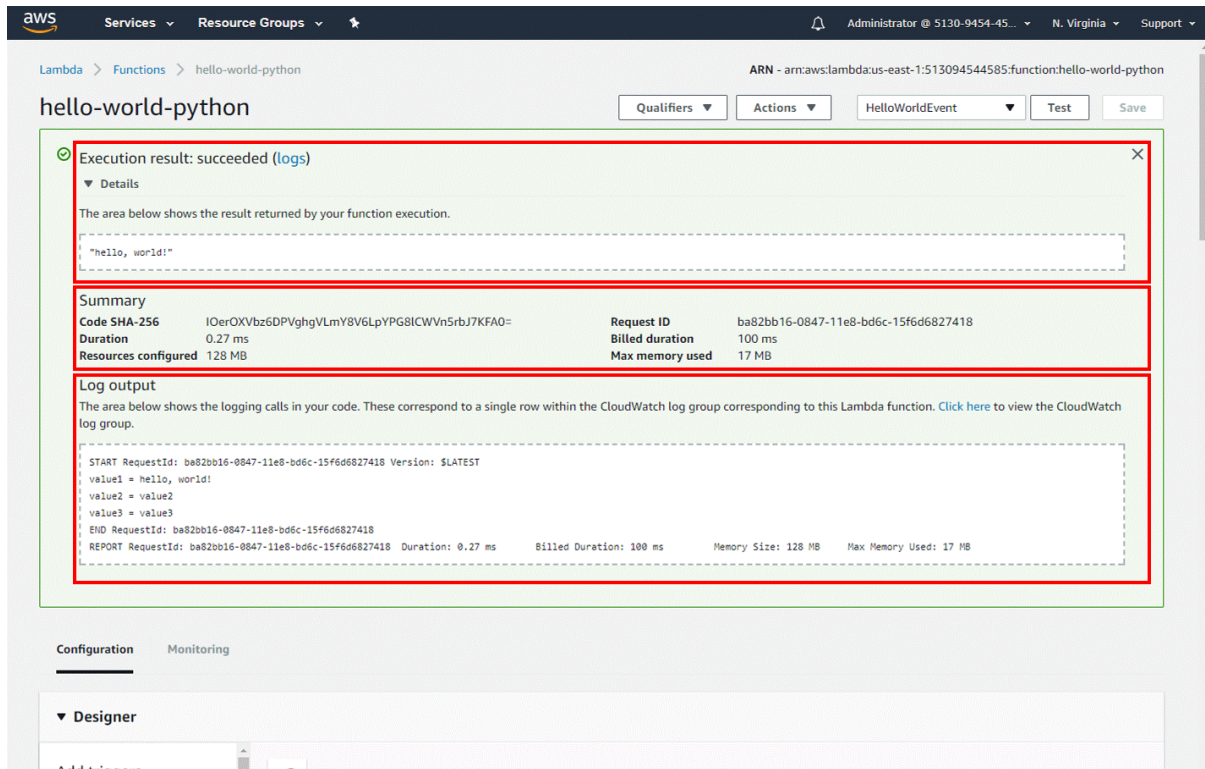 aws Services Resource Groups Administrator @ 5130-9454-45... N. Virginia Support
Lambda > Functions > hello-world-python ARN - arn:aws:lambda:us-east-1:513094544585:function:hello-world-python
hello-world-python Qualifiers Actions HelloWorldEvent Test Save
Execution result: succeeded (logs)
Details
The area below shows the result returned by your function execution.
"hello, world!"
Summary
Code SHA-256 IOerOXVbz6DPVghgVLmY8V6LpYPG8lCWVn5rbJ7KFA0= Request ID ba82bb16-0847-11e8-bd6c-15f6d6827418
Duration 0.27 ms Billed duration 100 ms
Resources configured 128 MB Max memory used 17 MB
Log output
The area below shows the logging calls in your code. These correspond to a single row within the CloudWatch log group corresponding to this Lambda function. Click here to view the CloudWatch
log group.
START RequestId: ba82bb16-0847-11e8-bd6c-15f6d6827418 Version: $LATEST
value1 = hello, world!
value2 = value2
value3 = value3
END RequestId: ba82bb16-0847-11e8-bd6c-15f6d6827418
REPORT RequestId: ba82bb16-0847-11e8-bd6c-15f6d6827418 Duration: 0.27 ms Billed Duration: 100 ms Memory Size: 128 MB Max Memory Used: 17 MB
Configuration Monitoring
Designer
Add triggers